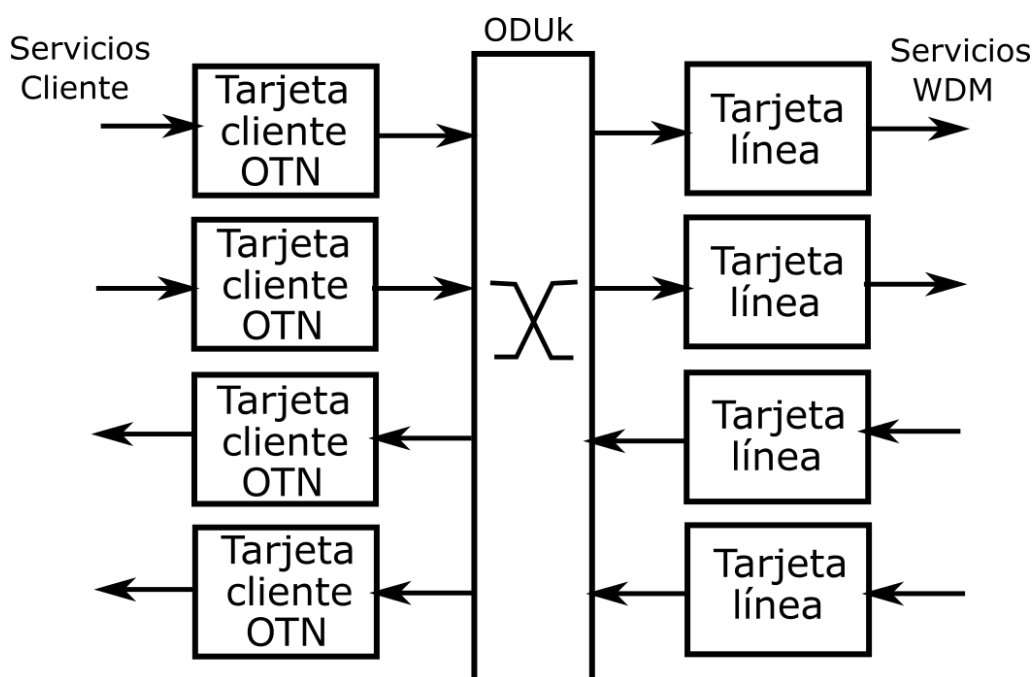 ODUk
Servicios
Cliente
Servicios
WDM
Tarjeta
cliente
OTN
Tarjeta
línea
Tarjeta
cliente
OTN
Tarjeta
línea
Tarjeta
cliente
OTN
Tarjeta
línea
Tarjeta
cliente
OTN
Tarjeta
línea